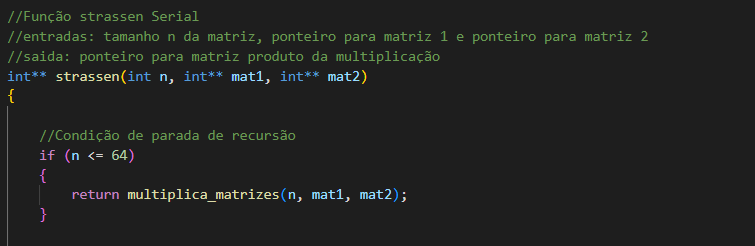 //Função strassen Serial
//entradas: tamanho n da matriz, ponteiro para matriz 1 e ponteiro para matriz 2
//saida: ponteiro para matriz produto da multiplicação
int** strassen(int n, int** mat1, int** mat2)
{
//Condição de parada de recursão
if (n <= 64)
{
return multiplica_matrizes(n, mat1, mat2);
}